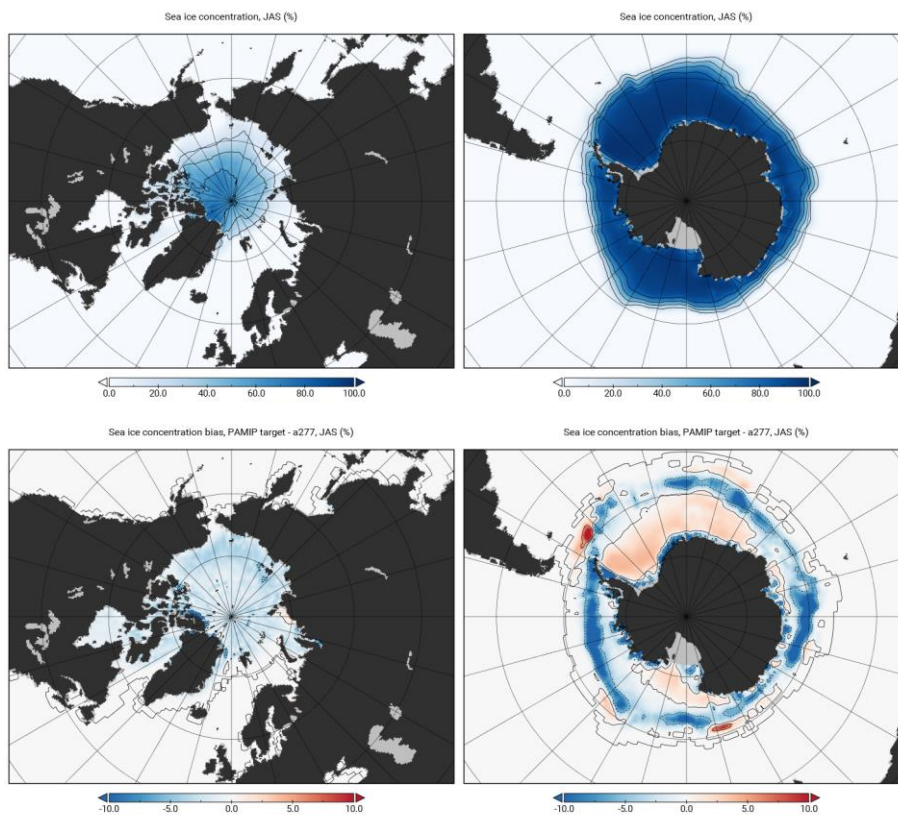 Sea ice concentration, JAS (%)
Sea ice concentration, JAS (%)
0.0 20.0 40.0 60.0 80.0 100.0
0.0 20.0 40.0 60.0 80.0 100.0
Sea ice concentration bias, PAMIP target - a277, JAS (%)
Sea ice concentration bias, PAMIP target - a277, JAS (%)
-10.0 -5.0 0.0 5.0 10.0
-10.0 -5.0 0.0 5.0 10.0